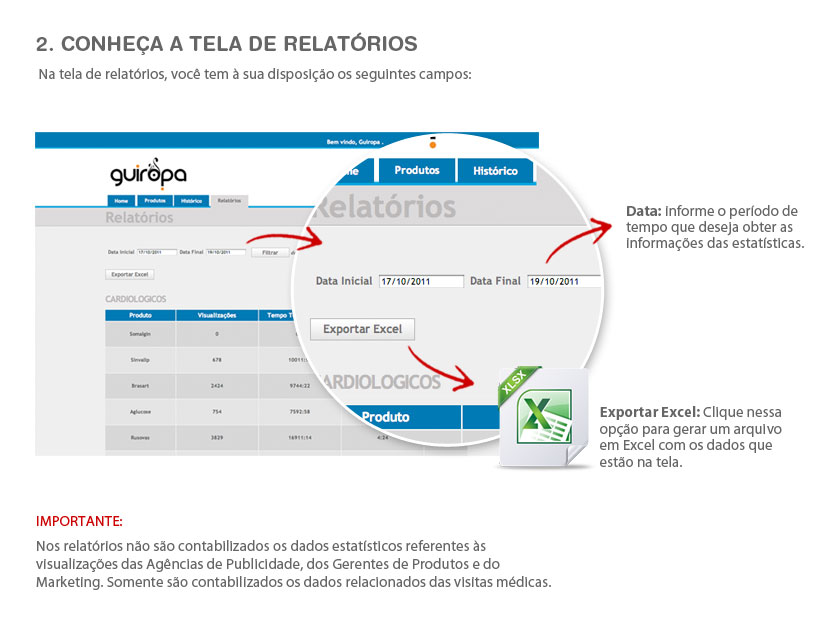 2. CONHEÇA A TELA DE RELATÓRIOS
Na tela de relatórios, você tem à sua disposição os seguintes campos:
Bem vindo, Guiropa .
guiropa
Home Produtos Histórico Relatórios
Relatórios
Data Inicial 17/10/2011 Data Final 19/10/2011 Filtrar
Exportar Excel
CARDIOLOGICOS
Produto Visualizações Tempo T
Somalgin 0
Sinvalip 678 10011:
Brasart 2424 9744:22
Aglucose 754 7592:58
Rusovas 3829 16911:14 4:24
me Produtos Histórico
Relatórios
Data Inicial 17/10/2011 Data Final 19/10/2011
Exportar Excel
ARDIOLOGICOS
Produto
XLSX
Data: Informe o período de
tempo que deseja obter as
informações das estatísticas.
Exportar Excel: Clique nessa
opção para gerar um arquivo
em Excel com os dados que
estão na tela.
IMPORTANTE:
Nos relatórios não são contabilizados os dados estatísticos referentes às
visualizações das Agências de Publicidade, dos Gerentes de Produtos e do
Marketing. Somente são contabilizados os dados relacionados das visitas médicas.